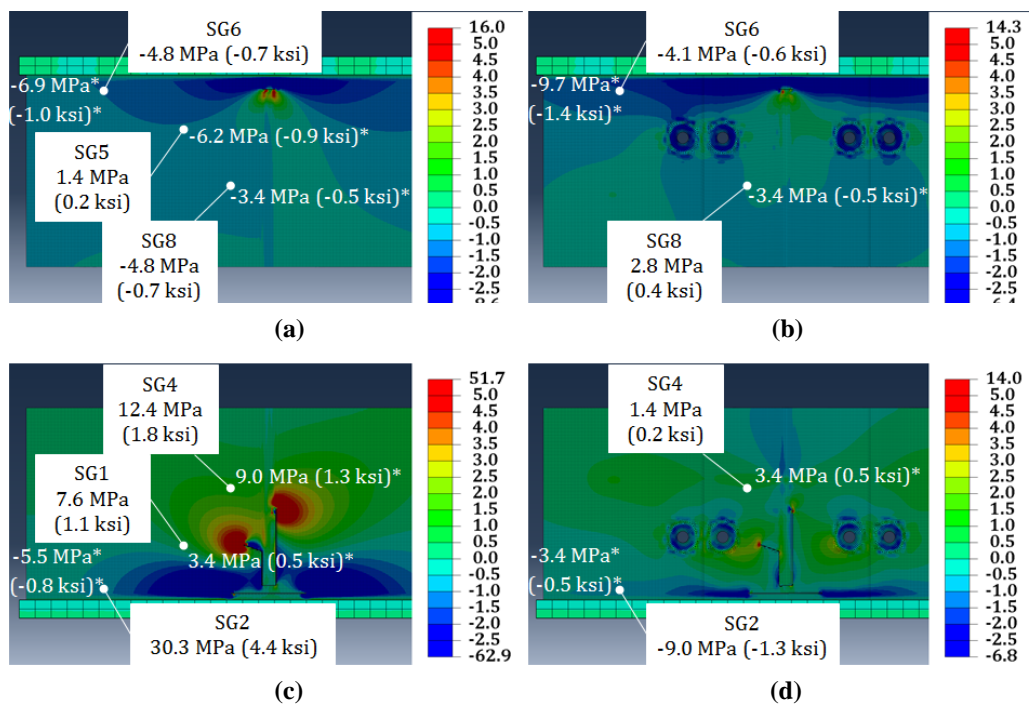 SG6
-4.8 MPa (-0.7 ksi)
-6.9 MPa*
(-1.0 ksi)*
-6.2 MPa (-0.9 ksi)*
SG5
1.4 MPa
(0.2 ksi)
-3.4 MPa (-0.5 ksi)*
SG8
-4.8 MPa
(-0.7 ksi)
16.0
5.0
4.5
4.0
3.5
3.0
2.5
2.0
1.5
1.0
0.5
0.0
-0.5
-1.0
-1.5
-2.0
-2.5
(a)
SG6
-4.1 MPa (-0.6 ksi)
-9.7 MPa*
(-1.4 ksi)*
-3.4 MPa (-0.5 ksi)*
SG8
2.8 MPa
(0.4 ksi)
14.3
5.0
4.5
4.0
3.5
3.0
2.5
2.0
1.5
1.0
0.5
0.0
-0.5
-1.0
-1.5
-2.0
-2.5
(b)
SG4
12.4 MPa
(1.8 ksi)
9.0 MPa (1.3 ksi)*
SG1
7.6 MPa
(1.1 ksi)
-5.5 MPa*
(-0.8 ksi)*
3.4 MPa (0.5 ksi)*
SG2
30.3 MPa (4.4 ksi)
51.7
5.0
4.5
4.0
3.5
3.0
2.5
2.0
1.5
1.0
0.5
0.0
-0.5
-1.0
-1.5
-2.0
-2.5
-62.9
(c)
SG4
1.4 MPa
(0.2 ksi)
3.4 MPa (0.5 ksi)*
-3.4 MPa*
(-0.5 ksi)*
SG2
-9.0 MPa (-1.3 ksi)
14.0
5.0
4.5
4.0
3.5
3.0
2.5
2.0
1.5
1.0
0.5
0.0
-0.5
-1.0
-1.5
-2.0
-2.5
-6.8
(d)